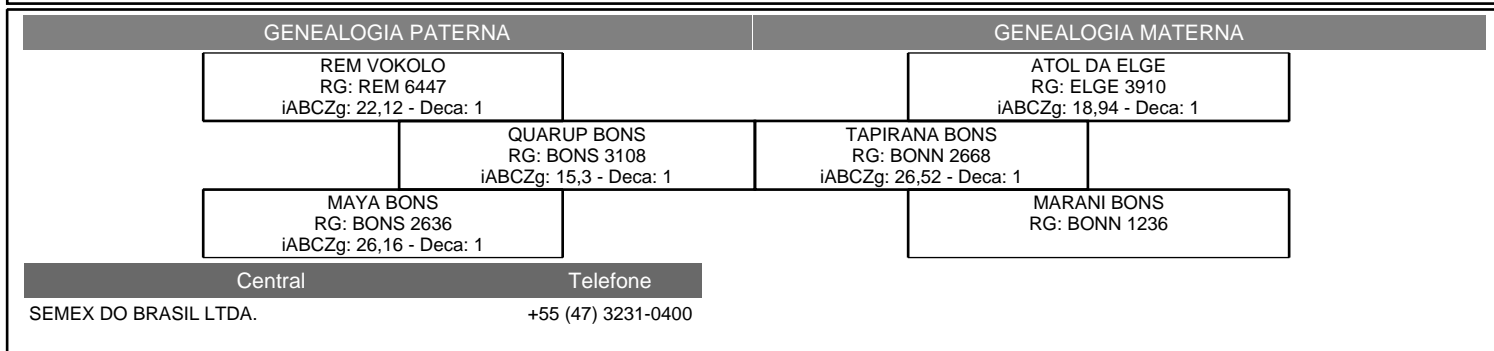 GENEALOGIA PATERNA
GENEALOGIA MATERNA
REM VOKOLO
RG: REM 6447
iABCZg: 22,12 - Deca: 1
ATOL DA ELGE
RG: ELGE 3910
iABCZg: 18,94 - Deca: 1
QUARUP BONS
RG: BONS 3108
iABCZg: 15,3 - Deca: 1
TAPIRANA BONS
RG: BONN 2668
iABCZg: 26,52 - Deca: 1
MAYA BONS
RG: BONS 2636
iABCZg: 26,16 - Deca: 1
MARANI BONS
RG: BONN 1236
Central
Telefone
SEMEX DO BRASIL LTDA.
+55 (47) 3231-0400